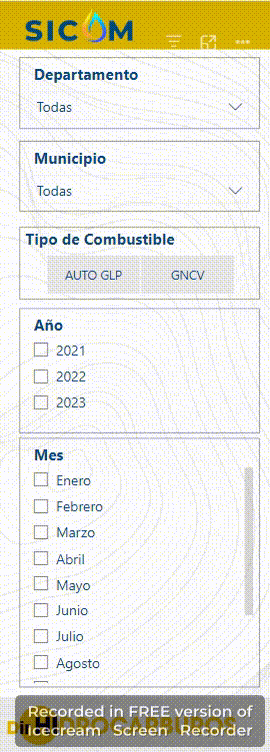 SICOM
Departamento
Todas
Municipio
Todas
Tipo de Combustible
AUTO GLP GNCV
Año
2021
2022
2023
Mes
Enero
Febrero
Marzo
Abril
Mayo
Junio
Julio
Agosto
Recorded in FREE version of
Icecream Screen Recorder